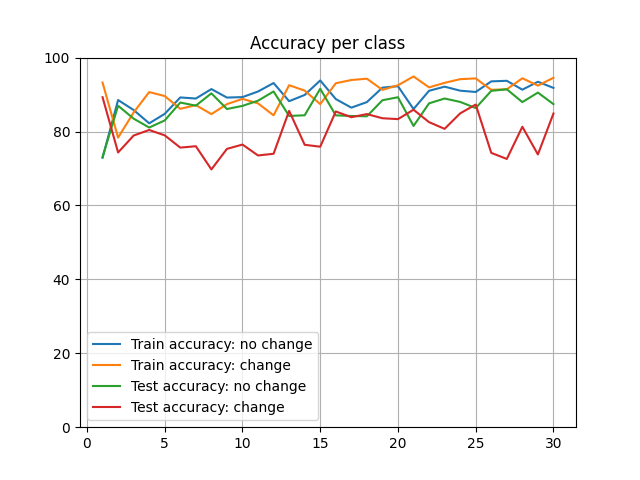 Accuracy per class
100
80
60
40
20
0
Train accuracy: no change
Train accuracy: change
Test accuracy: no change
Test accuracy: change
0 5 10 15 20 25 30